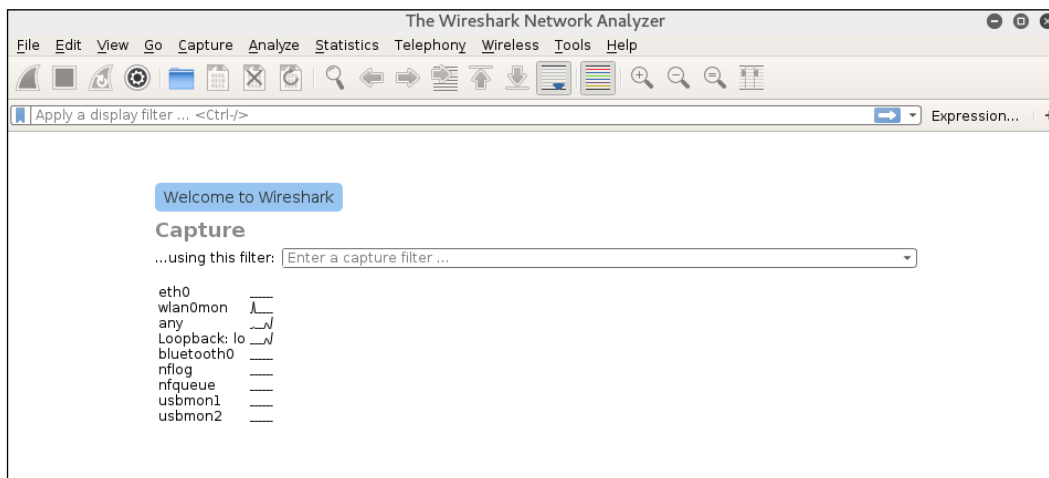 The Wireshark Network Analyzer
File Edit View Go Capture Analyze Statistics Telephony Wireless Tools Help
Apply a display filter ... <Ctrl-/> Expression... +
Welcome to Wireshark
Capture
...using this filter: Enter a capture filter ...
eth0
wlan0mon
any
Loopback: lo
bluetooth0
nflog
nfqueue
usbmon1
usbmon2